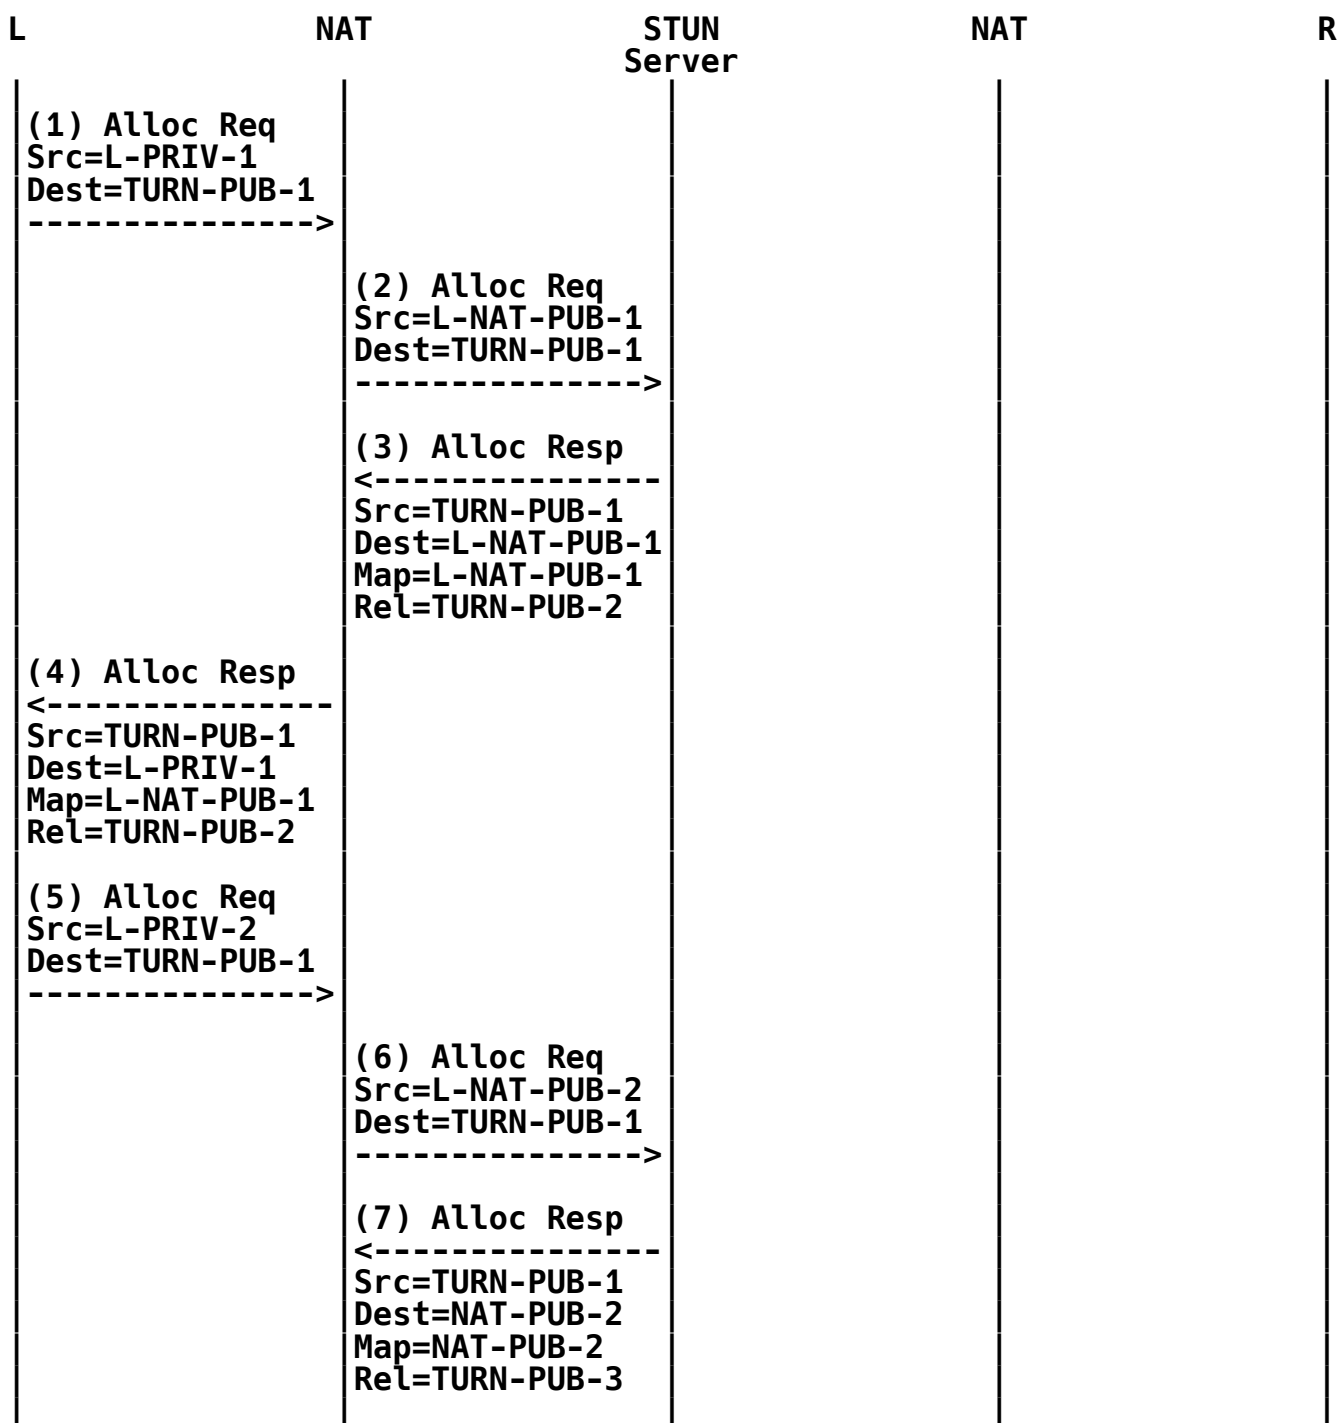 L NAT STUN NAT R
Server
(1) Alloc Req
Src=L-PRIV-1
Dest=TURN-PUB-1
--------------->
(2) Alloc Req
Src=L-NAT-PUB-1
Dest=TURN-PUB-1
--------------->
(3) Alloc Resp
<---------------
Src=TURN-PUB-1
Dest=L-NAT-PUB-1
Map=L-NAT-PUB-1
Rel=TURN-PUB-2
(4) Alloc Resp
<---------------
Src=TURN-PUB-1
Dest=L-PRIV-1
Map=L-NAT-PUB-1
Rel=TURN-PUB-2
(5) Alloc Req
Src=L-PRIV-2
Dest=TURN-PUB-1
--------------->
(6) Alloc Req
Src=L-NAT-PUB-2
Dest=TURN-PUB-1
--------------->
(7) Alloc Resp
<---------------
Src=TURN-PUB-1
Dest=NAT-PUB-2
Map=NAT-PUB-2
Rel=TURN-PUB-3